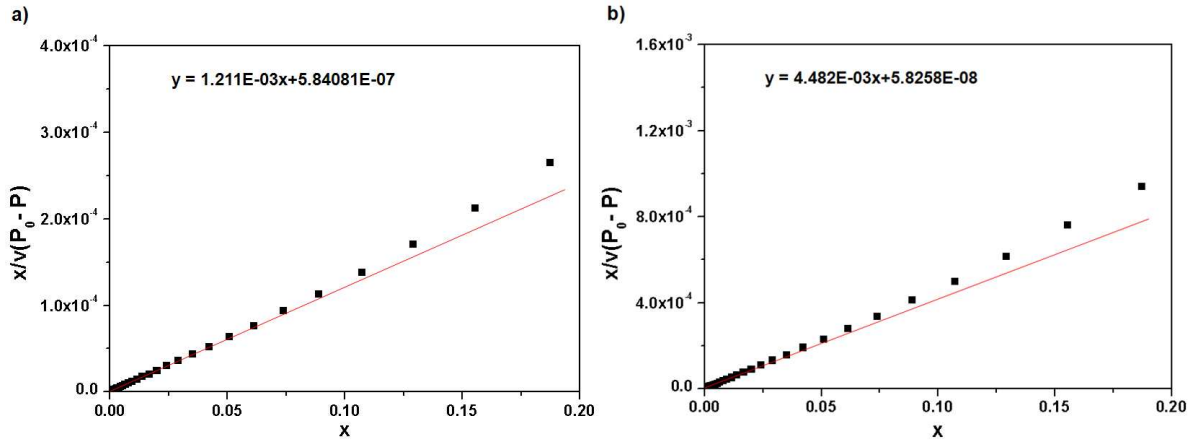 a)
y = 1.211E-03x+5.84081E-07
x/v(P₀- P)
4.0x10⁻⁴
3.0x10⁻⁴
2.0x10⁻⁴
1.0x10⁻⁴
0.0
0.00 0.05 0.10 0.15 0.20
x
b)
y = 4.482E-03x+5.8258E-08
x/v(P₀- P)
1.6x10⁻³
1.2x10⁻³
8.0x10⁻⁴
4.0x10⁻⁴
0.0
0.00 0.05 0.10 0.15 0.20
x